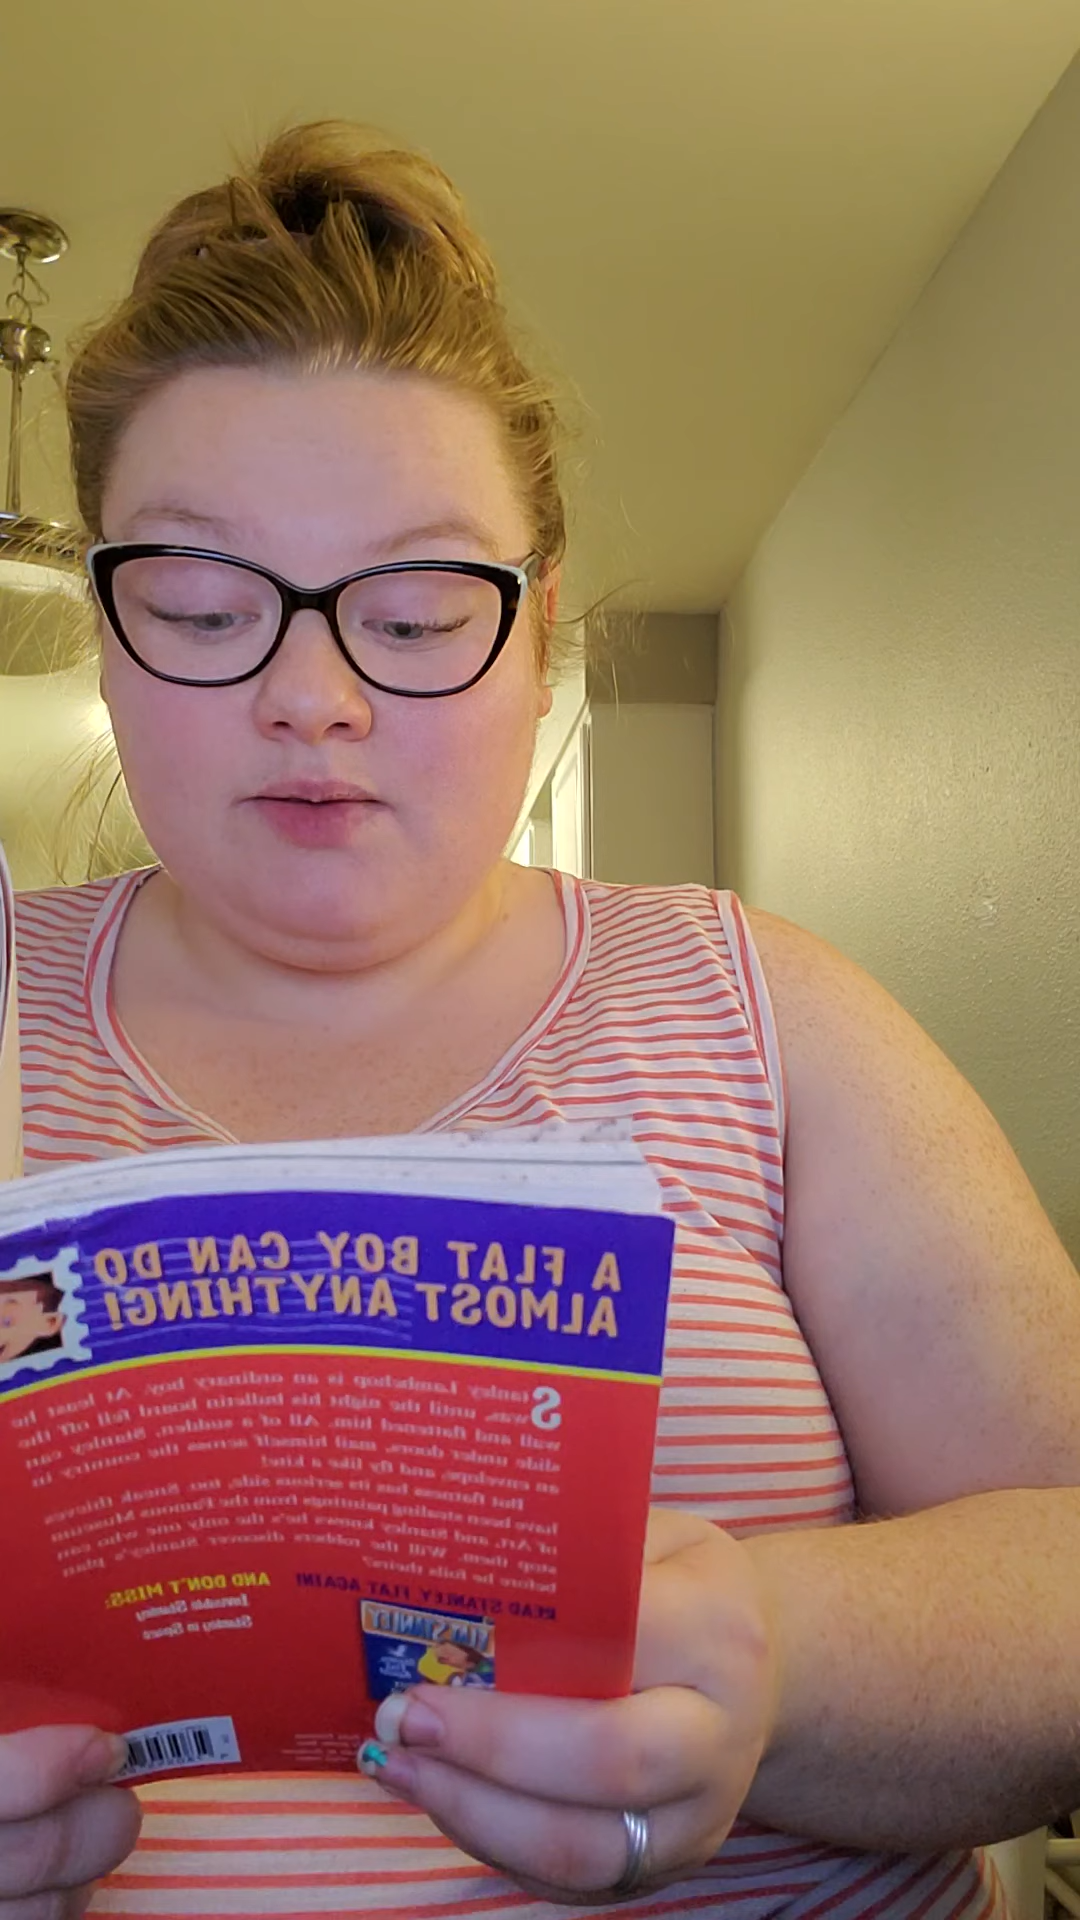 A FLAT BOY CAN DO
ALMOST ANYTHING!
Stanley Lambchop is an ordinary boy. At least he
was, until the night his bulletin board fell off the
wall and flattened him. All of a sudden, Stanley can
slide under doors, mail himself across the country in
an envelope, and fly like a kite!
But flatness has its serious side, too. Sneak thieves
have been stealing paintings from the Famous Museum
of Art, and Stanley knows he's the only one who can
stop them. Will the robbers discover Stanley's plan
before he foils theirs?
READ STANLEY, FLAT AGAIN!
STANLEY
AND DON'T MISS:
Invisible Stanley
Stanley in Space